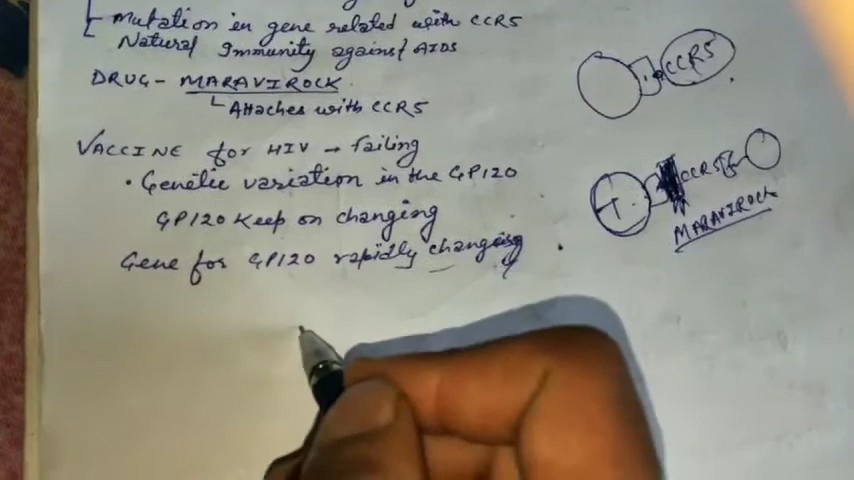 Mutation in gene related with CCR5
Natural Immunity against AIDS
DRUG- MARAVIROCK
Attaches with CCR5
VACCINE for HIV → failing
• Genetic variation in the GP120
GP120 Keep on changing
Gene for GP120 rapidly changing
CCR5
T
CCR5
MARAVIROCK